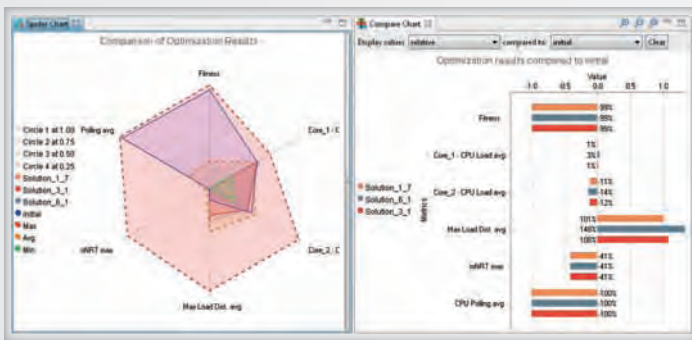 Spider Chart
Comparison of Optimization Results
Fitness
Polling avg
Core_1 - C
Circle 1 at 1.00
Circle 2 at 0.75
Circle 3 at 0.50
Circle 4 at 0.25
Solution_1_7
Solution_3_1
Solution_6_1
initial
Max
Avg
Min
mNRT max
Core_2 - C
Max Load Dist. avg
Compare Chart
Display values: relative compared to: initial Clear
Optimization results compared to initial
Value
-1.0 -0.5 0.0 0.5 1.0
Metrics
Solution_1_7
Solution_6_1
Solution_3_1
Fitness
-99%
-99%
-99%
Core_1 - CPU Load avg
1%
3%
1%
Core_2 - CPU Load avg
-11%
-14%
-12%
Max Load Dist. avg
101%
148%
108%
mNRT max
-41%
-41%
-41%
CPU Polling avg
-100%
-100%
-100%